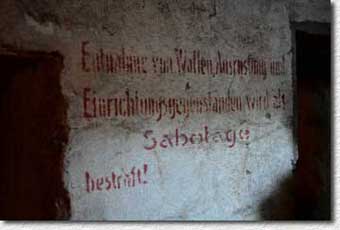 Entnahme von Waffen, Ausrüstung und
Einrichtungsgegenständen wird als
Sabotage
bestraft!